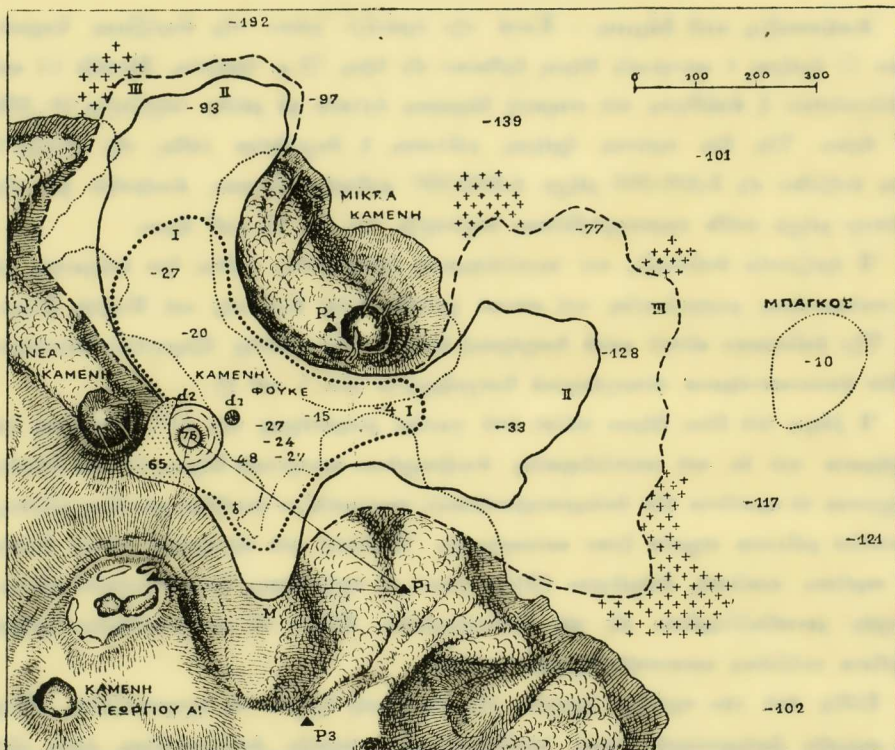 -192
III
II
-93
-97
0 100 200 300
-139
-101
ΜΙΚΡΑ
ΚΑΜΕΝΗ
I
-77
-27
III
ΜΠΑΓΚΟΣ
-20
P4
-128
-10
ΝΕΑ
ΚΑΜΕΝΗ
ΚΑΜΕΝΗ
ΦΟΥΚΕ
II
d2
d1
-15
-4
I
-27
-33
76
-24
65
48
-117
-121
P1
M
ΚΑΜΕΝΗ
ΓΕΩΡΓΙΟΥ Α!
P3
-102